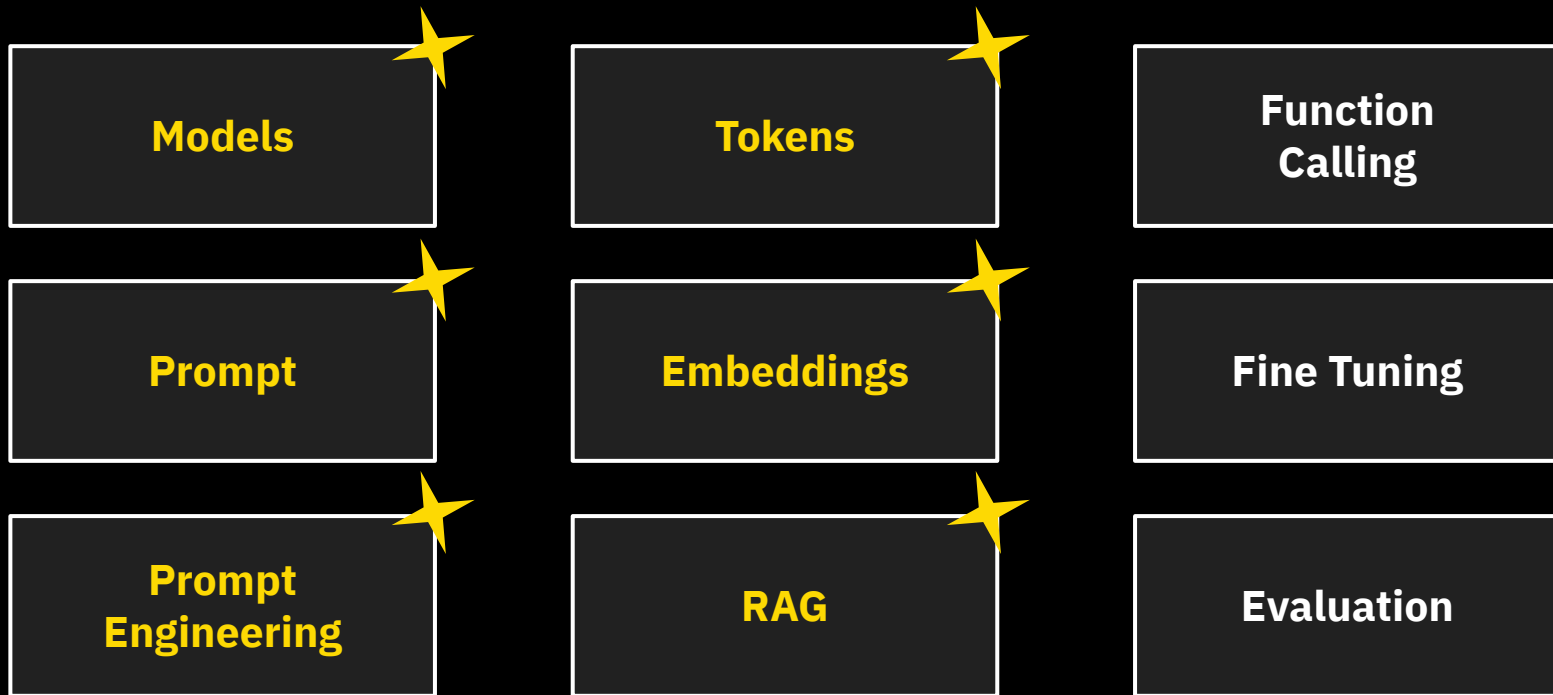 Models
Tokens
Function
Calling
Prompt
Embeddings
Fine Tuning
Prompt
Engineering
RAG
Evaluation